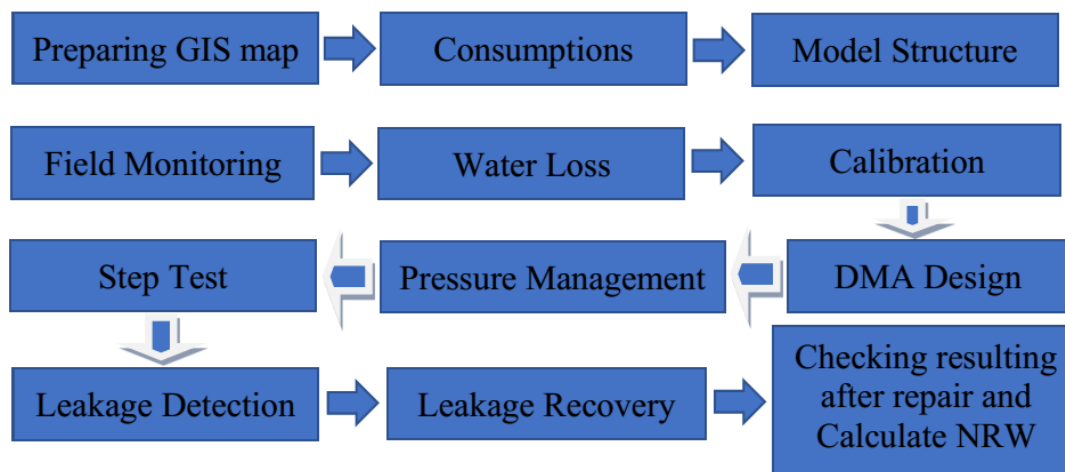 Preparing GIS map
Consumptions
Model Structure
Field Monitoring
Water Loss
Calibration
Step Test
Pressure Management
DMA Design
Leakage Detection
Leakage Recovery
Checking resulting
after repair and
Calculate NRW